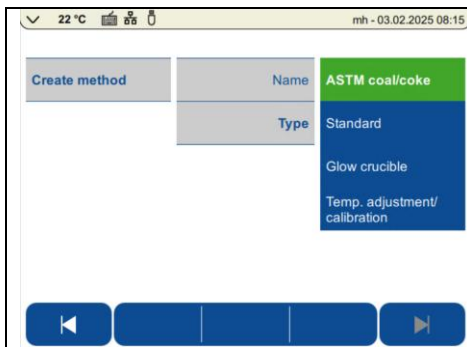 22 °C mh - 03.02.2025 08:15
Create method Name ASTM coal/coke
Type Standard
Glow crucible
Temp. adjustment/
calibration